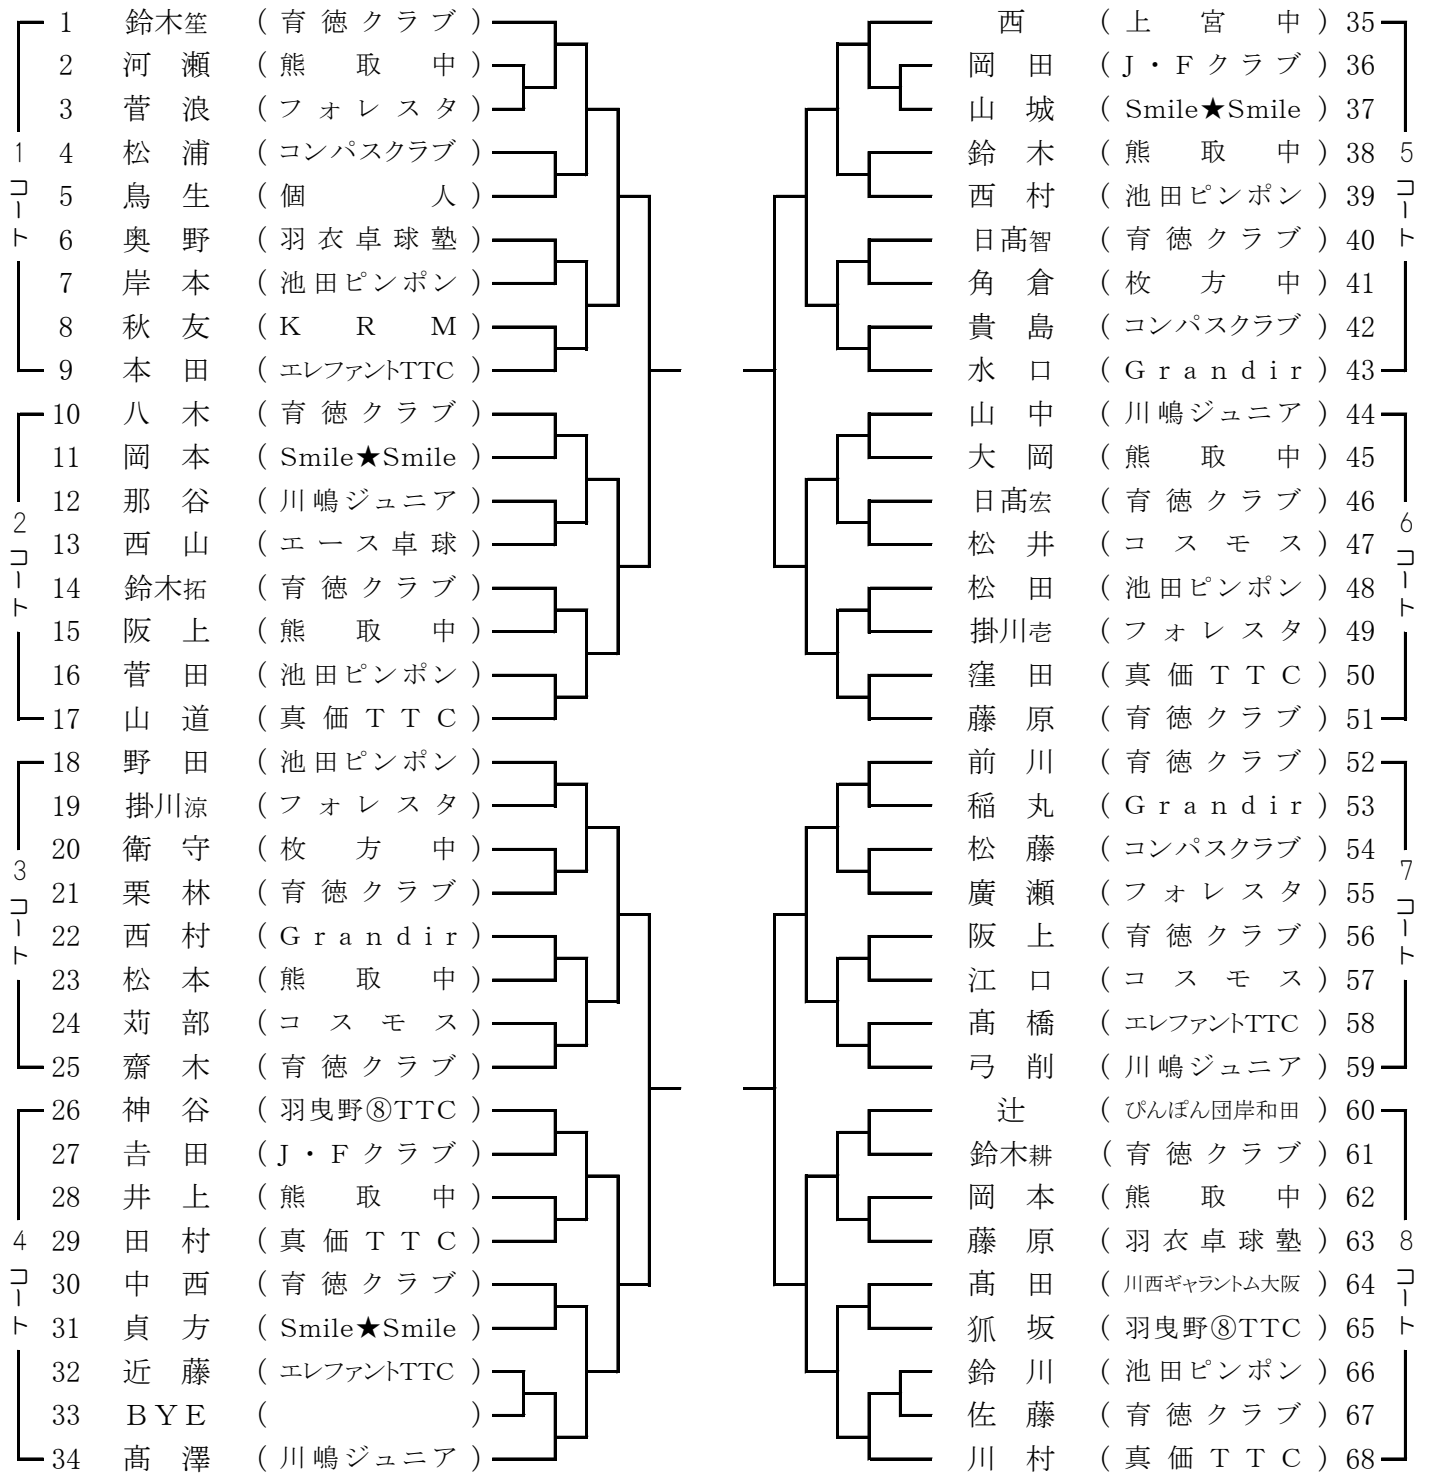 1 鈴木笙 (育徳クラブ)
2 河瀬 (熊取中)
3 菅浪 (フォレスタ)
4 松浦 (コンパスクラブ)
5 鳥生 (個人)
6 奥野 (羽衣卓球塾)
7 岸本 (池田ピンポン)
8 秋友 (KRM)
9 本田 (エレファントTTC)
1コート
10 八木 (育徳クラブ)
11 岡本 (Smile★Smile)
12 那谷 (川嶋ジュニア)
13 西山 (エース卓球)
14 鈴木拓 (育徳クラブ)
15 阪上 (熊取中)
16 菅田 (池田ピンポン)
17 山道 (真価TTC)
2コート
18 野田 (池田ピンポン)
19 掛川涼 (フォレスタ)
20 衛守 (枚方中)
21 栗林 (育徳クラブ)
22 西村 (Grandir)
23 松本 (熊取中)
24 苅部 (コスモス)
25 齋木 (育徳クラブ)
3コート
26 神谷 (羽曳野⑧TTC)
27 𠮷田 (J・Fクラブ)
28 井上 (熊取中)
29 田村 (真価TTC)
30 中西 (育徳クラブ)
31 貞方 (Smile★Smile)
32 近藤 (エレファントTTC)
33 BYE ( )
34 髙澤 (川嶋ジュニア)
4コート
西 (上宮中) 35
岡田 (J・Fクラブ) 36
山城 (Smile★Smile) 37
鈴木 (熊取中) 38
西村 (池田ピンポン) 39
日髙智 (育徳クラブ) 40
角倉 (枚方中) 41
貴島 (コンパスクラブ) 42
水口 (Grandir) 43
5コート
山中 (川嶋ジュニア) 44
大岡 (熊取中) 45
日髙宏 (育徳クラブ) 46
松井 (コスモス) 47
松田 (池田ピンポン) 48
掛川壱 (フォレスタ) 49
窪田 (真価TTC) 50
藤原 (育徳クラブ) 51
6コート
前川 (育徳クラブ) 52
稲丸 (Grandir) 53
松藤 (コンパスクラブ) 54
廣瀬 (フォレスタ) 55
阪上 (育徳クラブ) 56
江口 (コスモス) 57
髙橋 (エレファントTTC) 58
弓削 (川嶋ジュニア) 59
7コート
辻 (ぴんぽん団岸和田) 60
鈴木耕 (育徳クラブ) 61
岡本 (熊取中) 62
藤原 (羽衣卓球塾) 63
髙田 (川西ギャラントム大阪) 64
狐坂 (羽曳野⑧TTC) 65
鈴川 (池田ピンポン) 66
佐藤 (育徳クラブ) 67
川村 (真価TTC) 68
8コート